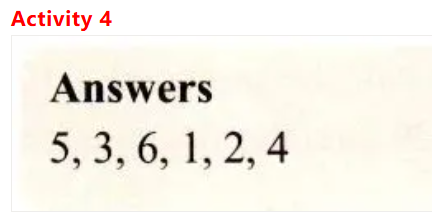 Activity 4
Answers
5, 3, 6, 1, 2, 4